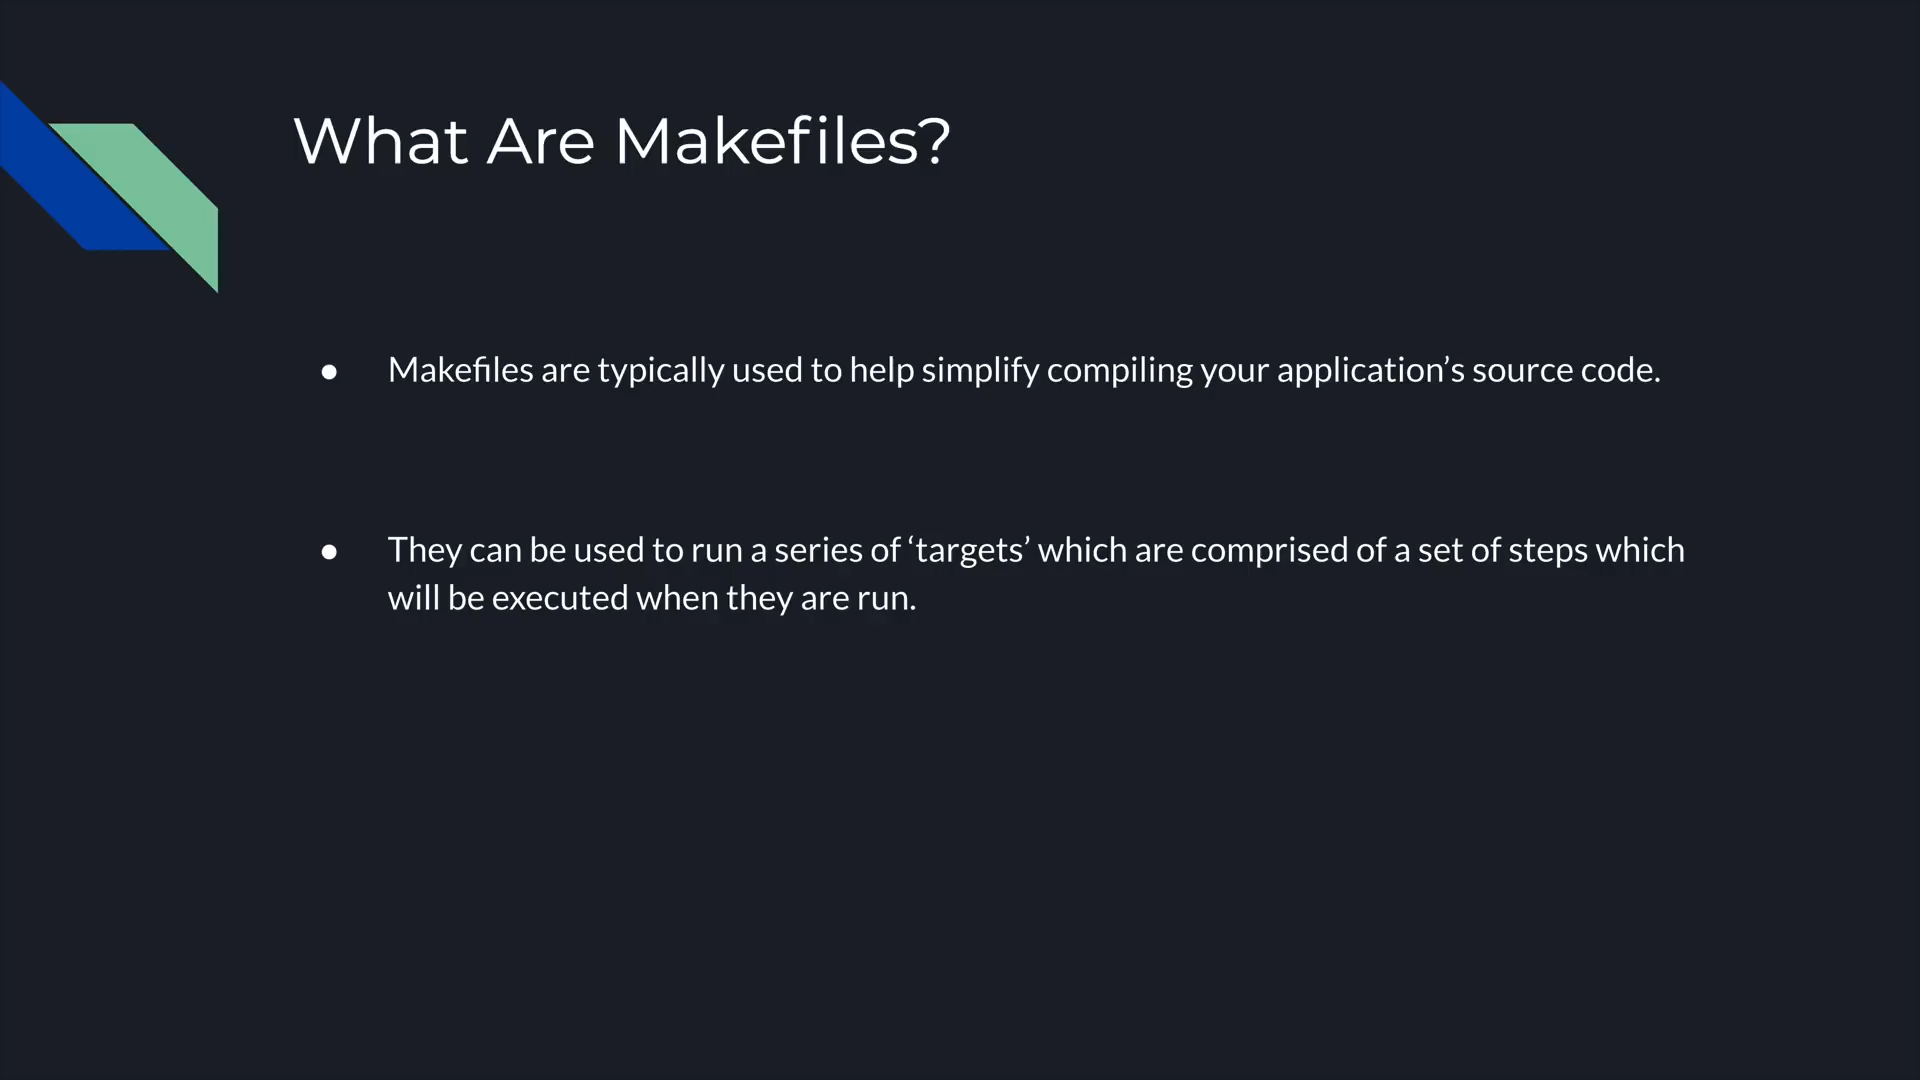 What Are Makefiles?
● Makefiles are typically used to help simplify compiling your application’s source code.
● They can be used to run a series of ‘targets’ which are comprised of a set of steps which
will be executed when they are run.